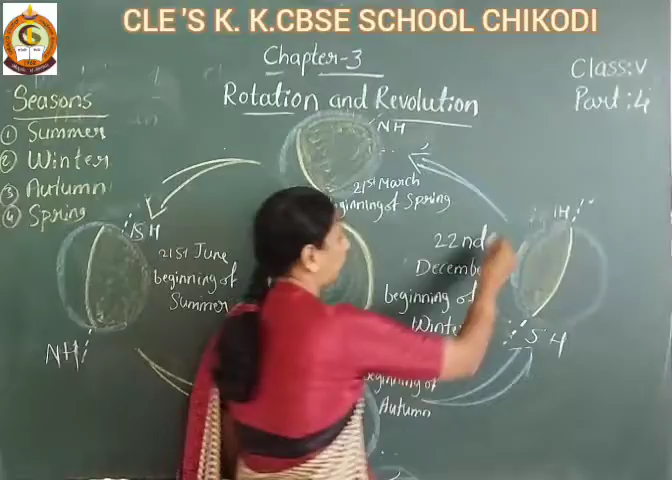 CLE 'S K. K.CBSE SCHOOL CHIKODI
Chapter-3
Class:V
Part:4
Rotation and Revolution
Seasons
① Summer
② Winter
③ Autumn
④ Spring
NH
21st March
beginning of Spring
SH
21st June
beginning of
Summer
NH
22nd
December
beginning of
Winter
SH
beginning of
Autumn